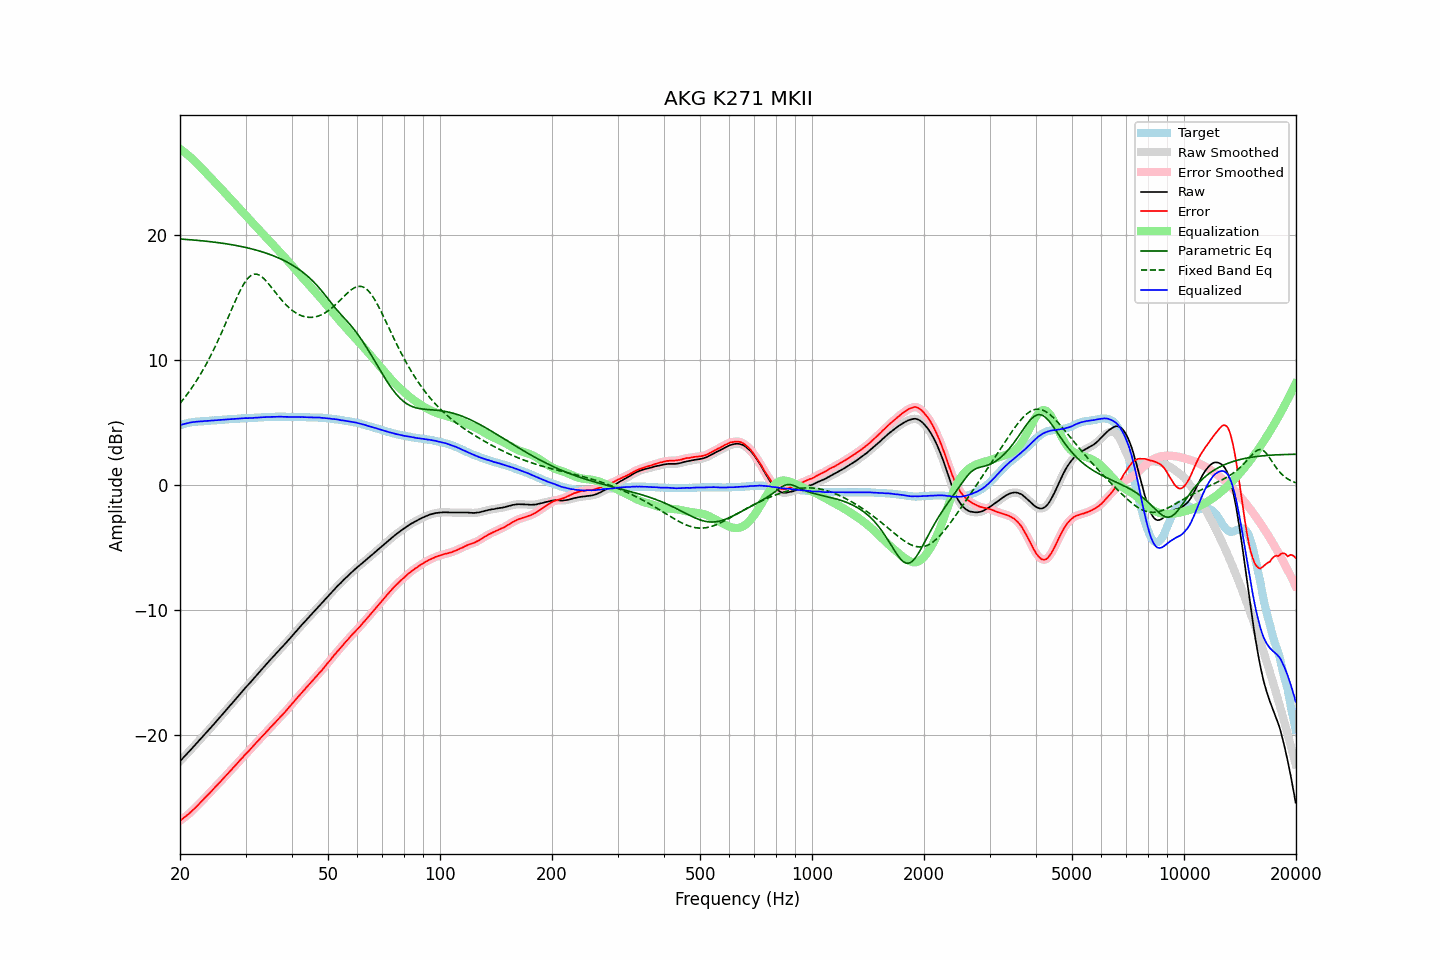 AKG K271 MKII
Target
Raw Smoothed
Error Smoothed
Raw
Error
Equalization
Parametric Eq
Fixed Band Eq
Equalized
Amplitude (dBr)
20
10
0
−10
−20
20 50 100 200 500 1000 2000 5000 10000 20000
Frequency (Hz)